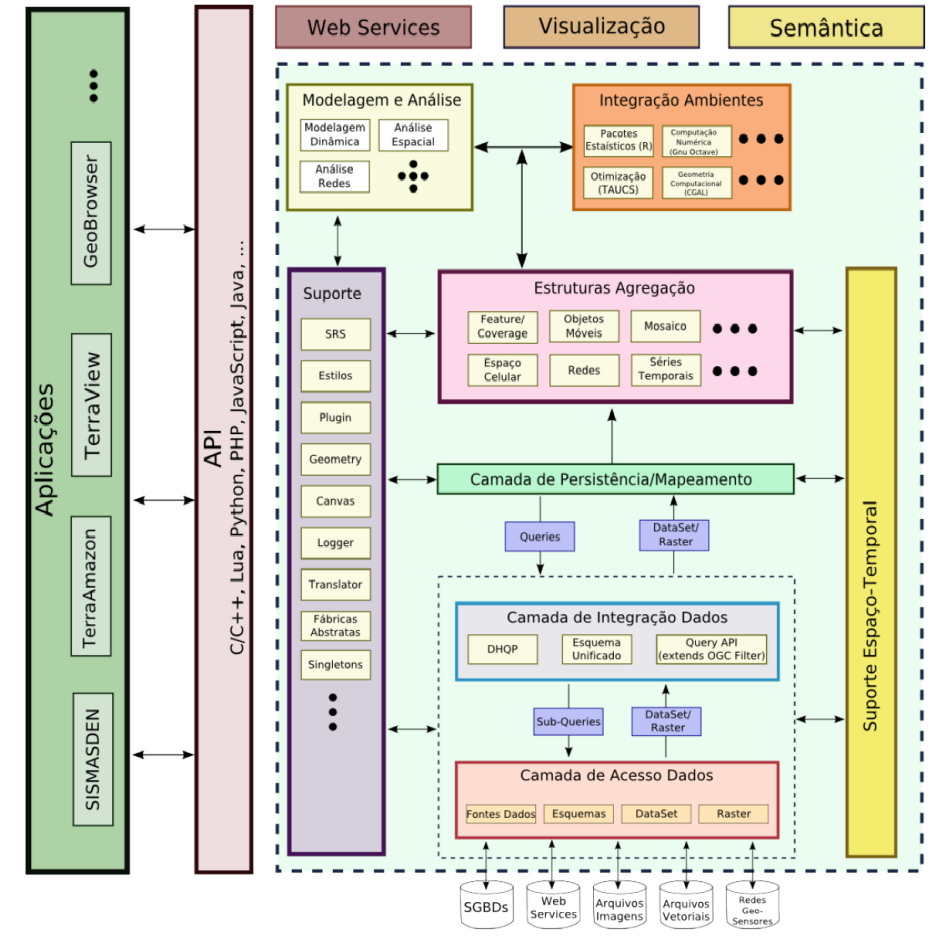 Web Services
Visualização
Semântica
Aplicações
GeoBrowser
TerraView
TerraAmazon
SISMASDEN
API
C/C++, Lua, Python, PHP, JavaScript, Java, ...
Modelagem e Análise
Modelagem
Dinâmica
Análise
Espacial
Análise
Redes
Integração Ambientes
Pacotes
Estaísticos (R)
Computação
Numérica
(Gnu Octave)
Otimização
(TAUCS)
Geometria
Computacional
(CGAL)
Suporte
SRS
Estilos
Plugin
Geometry
Canvas
Logger
Translator
Fábricas
Abstratas
Singletons
Estruturas Agregação
Feature/
Coverage
Objetos
Móveis
Mosaico
Espaço
Celular
Redes
Séries
Temporais
Camada de Persistência/Mapeamento
Queries
DataSet/
Raster
Camada de Integração Dados
DHQP
Esquema
Unificado
Query API
(extends OGC Filter)
Sub-Queries
DataSet/
Raster
Camada de Acesso Dados
Fontes Dados
Esquemas
DataSet
Raster
Suporte Espaço-Temporal
SGBDs
Web
Services
Arquivos
Imagens
Arquivos
Vetoriais
Redes
Geo-
Sensores